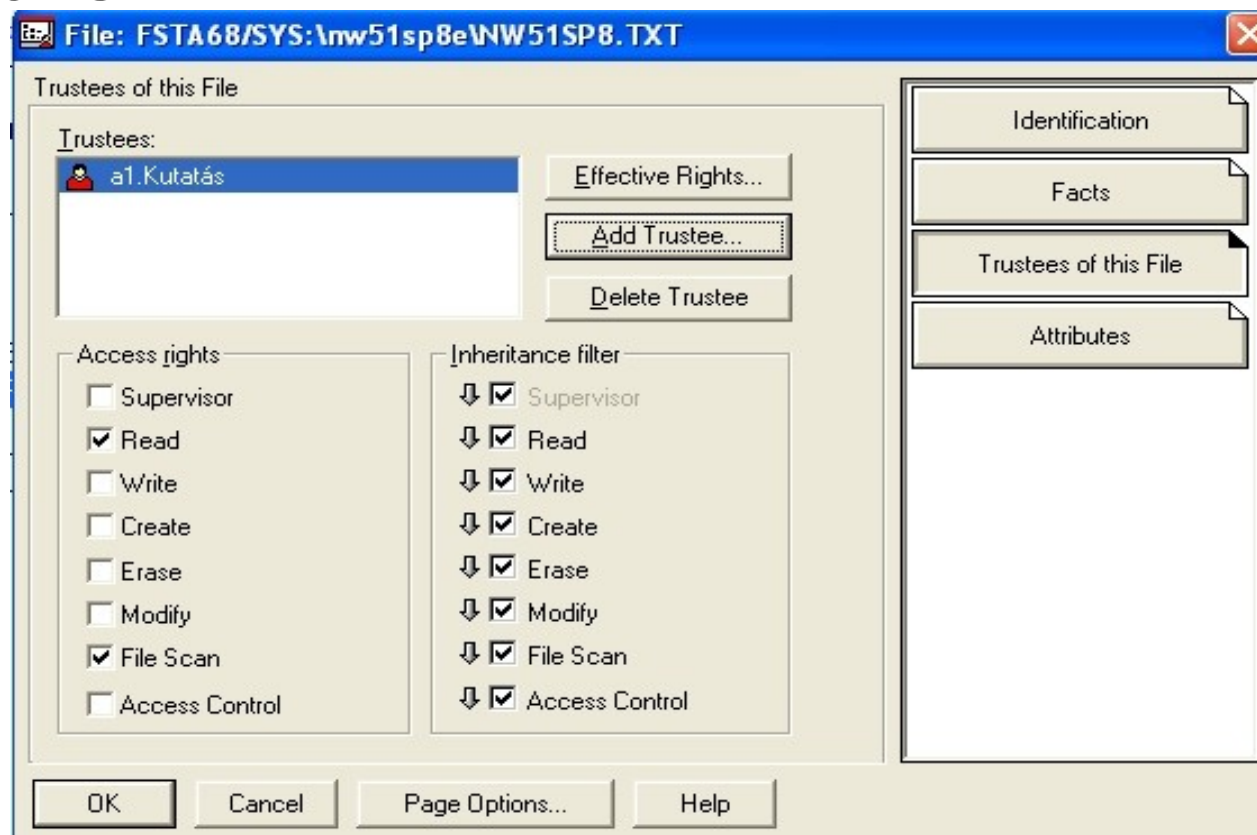 File: FSTA68/SYS:\nw51sp8e\NW51SP8.TXT
Trustees of this File
Trustees:
a1.Kutatás
Effective Rights...
Add Trustee...
Delete Trustee
Access rights
Supervisor
Read
Write
Create
Erase
Modify
File Scan
Access Control
Inheritance filter
Supervisor
Read
Write
Create
Erase
Modify
File Scan
Access Control
Identification
Facts
Trustees of this File
Attributes
OK
Cancel
Page Options...
Help